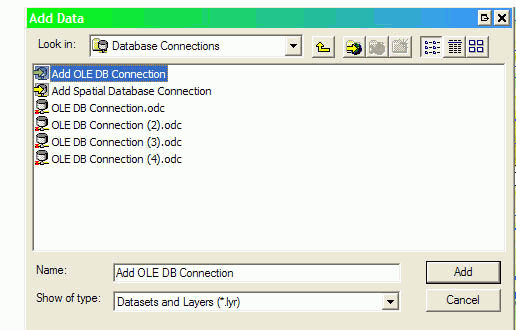 Add Data
Look in: Database Connections
Add OLE DB Connection
Add Spatial Database Connection
OLE DB Connection.odc
OLE DB Connection (2).odc
OLE DB Connection (3).odc
OLE DB Connection (4).odc
Name: Add OLE DB Connection Add
Show of type: Datasets and Layers (*.lyr) Cancel